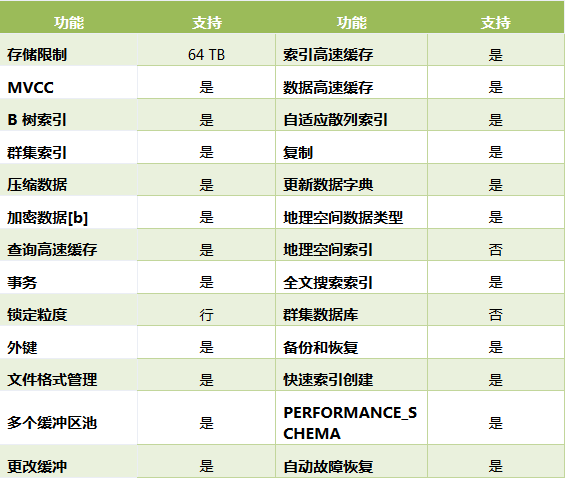 功能 支持 功能 支持
存储限制 64 TB 索引高速缓存 是
MVCC 是 数据高速缓存 是
B 树索引 是 自适应散列索引 是
群集索引 是 复制 是
压缩数据 是 更新数据字典 是
加密数据[b] 是 地理空间数据类型 是
查询高速缓存 是 地理空间索引 否
事务 是 全文搜索索引 是
锁定粒度 行 群集数据库 否
外键 是 备份和恢复 是
文件格式管理 是 快速索引创建 是
多个缓冲区池 是 PERFORMANCE_S
CHEMA 是
更改缓冲 是 自动故障恢复 是